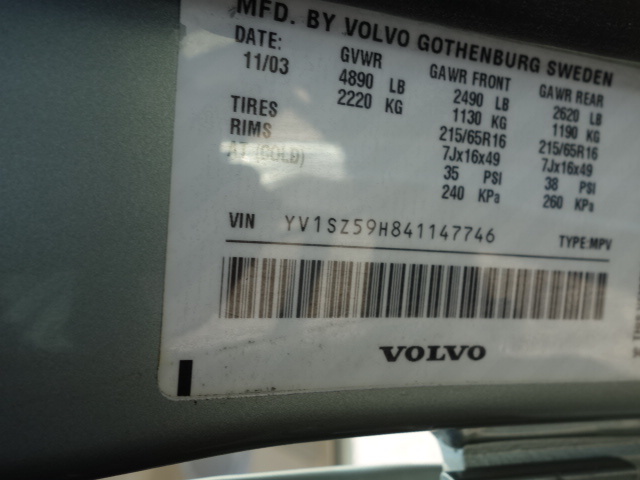 MFD. BY VOLVO GOTHENBURG SWEDEN
DATE: GVWR GAWR FRONT GAWR REAR
11/03 4890 LB 2490 LB 2620 LB
2220 KG 1130 KG 1190 KG
TIRES 215/65R16 215/65R16
RIMS 7Jx16x49 7Jx16x49
AT (COLD) 35 PSI 38 PSI
240 KPa 260 KPa
VIN YV1SZ59H841147746 TYPE:MPV
VOLVO